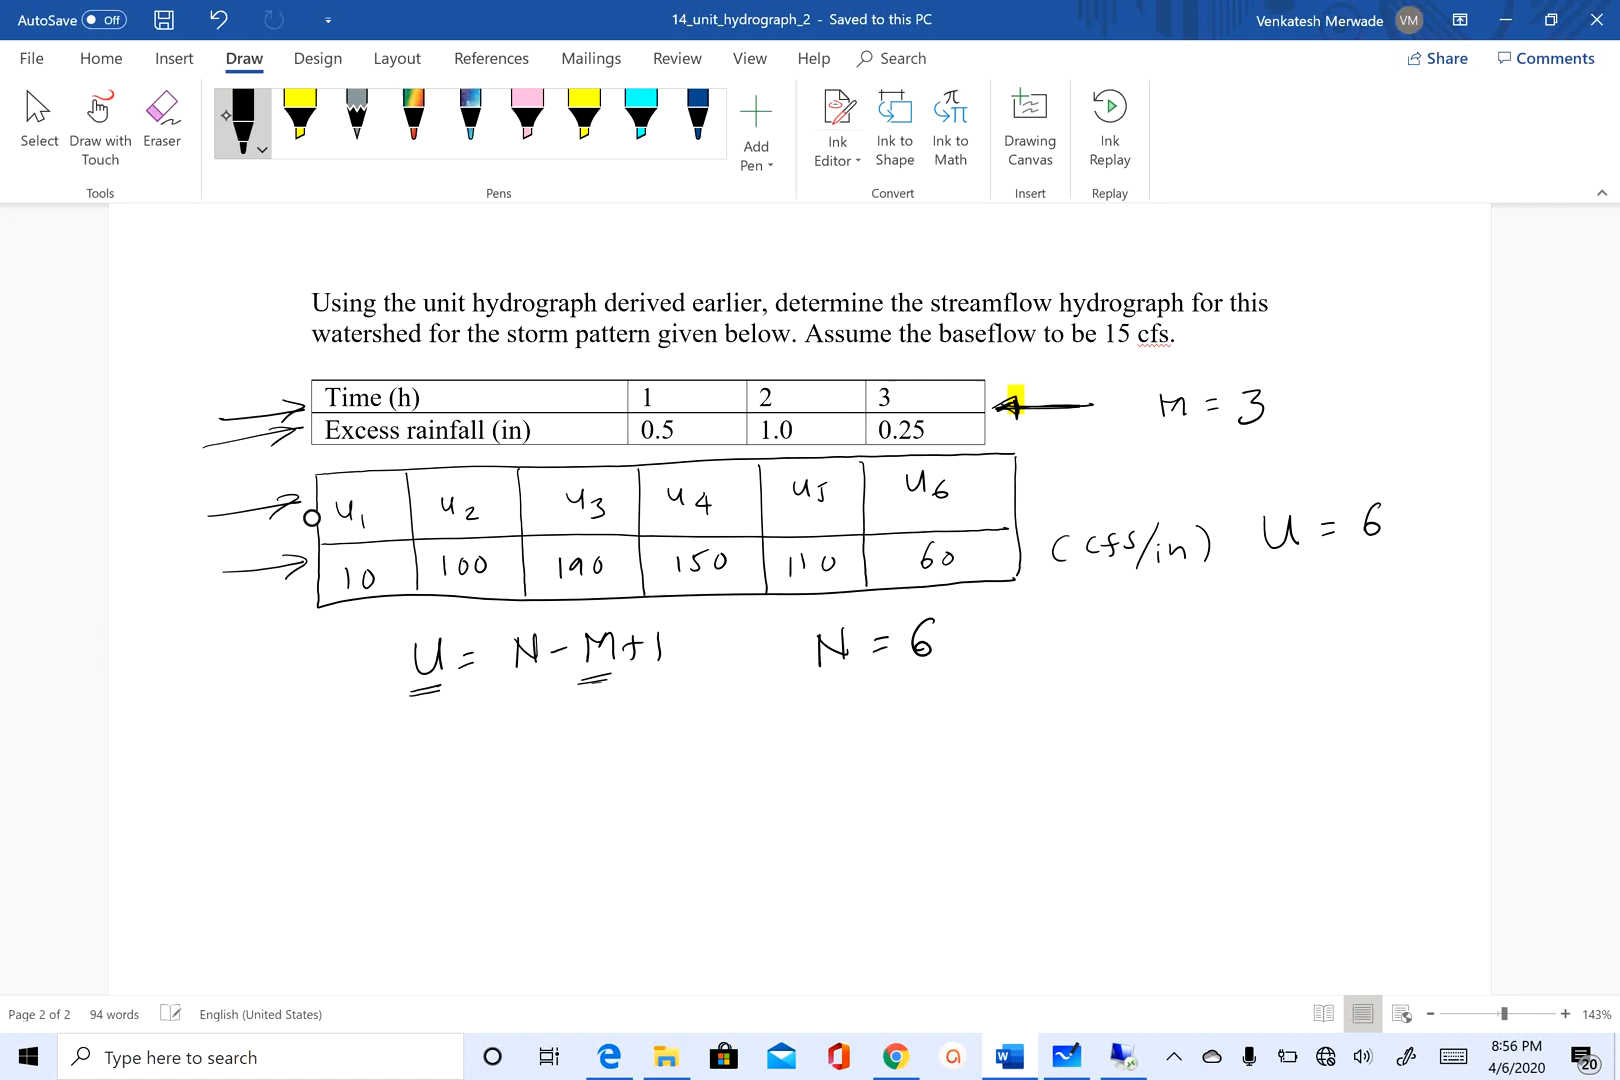 AutoSave Off
14_unit_hydrograph_2 - Saved to this PC
Venkatesh Merwade VM
File Home Insert Draw Design Layout References Mailings Review View Help Search Share Comments
Select Draw with Touch Eraser
Add Pen
Ink Editor Ink to Shape Ink to Math
Drawing Canvas
Ink Replay
Tools Pens Convert Insert Replay
Using the unit hydrograph derived earlier, determine the streamflow hydrograph for this
watershed for the storm pattern given below. Assume the baseflow to be 15 cfs.
Time (h) 1 2 3
M = 3
Excess rainfall (in) 0.5 1.0 0.25
u1 u2 u3 u4 u5 u6
10 100 190 150 110 60
(cfs/in) U = 6
U = N - M + 1 N = 6
Page 2 of 2 94 words English (United States) 143%
Type here to search
8:56 PM
4/6/2020
20